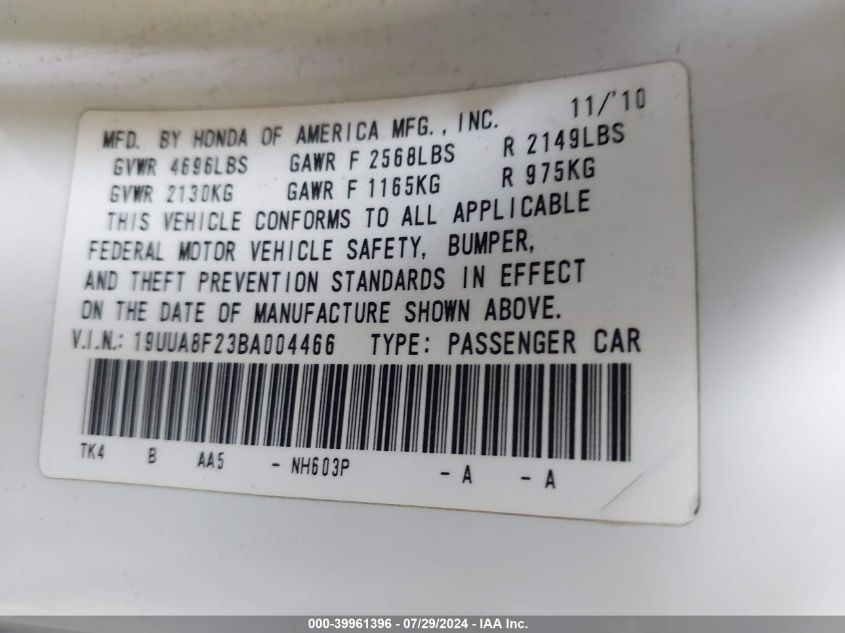 MFD. BY HONDA OF AMERICA MFG., INC. 11/'10
GVWR 4696LBS GAWR F 2568LBS R 2149LBS
GVWR 2130KG GAWR F 1165KG R 975KG
THIS VEHICLE CONFORMS TO ALL APPLICABLE
FEDERAL MOTOR VEHICLE SAFETY, BUMPER,
AND THEFT PREVENTION STANDARDS IN EFFECT
ON THE DATE OF MANUFACTURE SHOWN ABOVE.
V.I.N.: 19UUA8F23BA004466 TYPE: PASSENGER CAR
TK4 B AA5 - NH603P - A - A
000-39961396 - 07/29/2024 - IAA Inc.